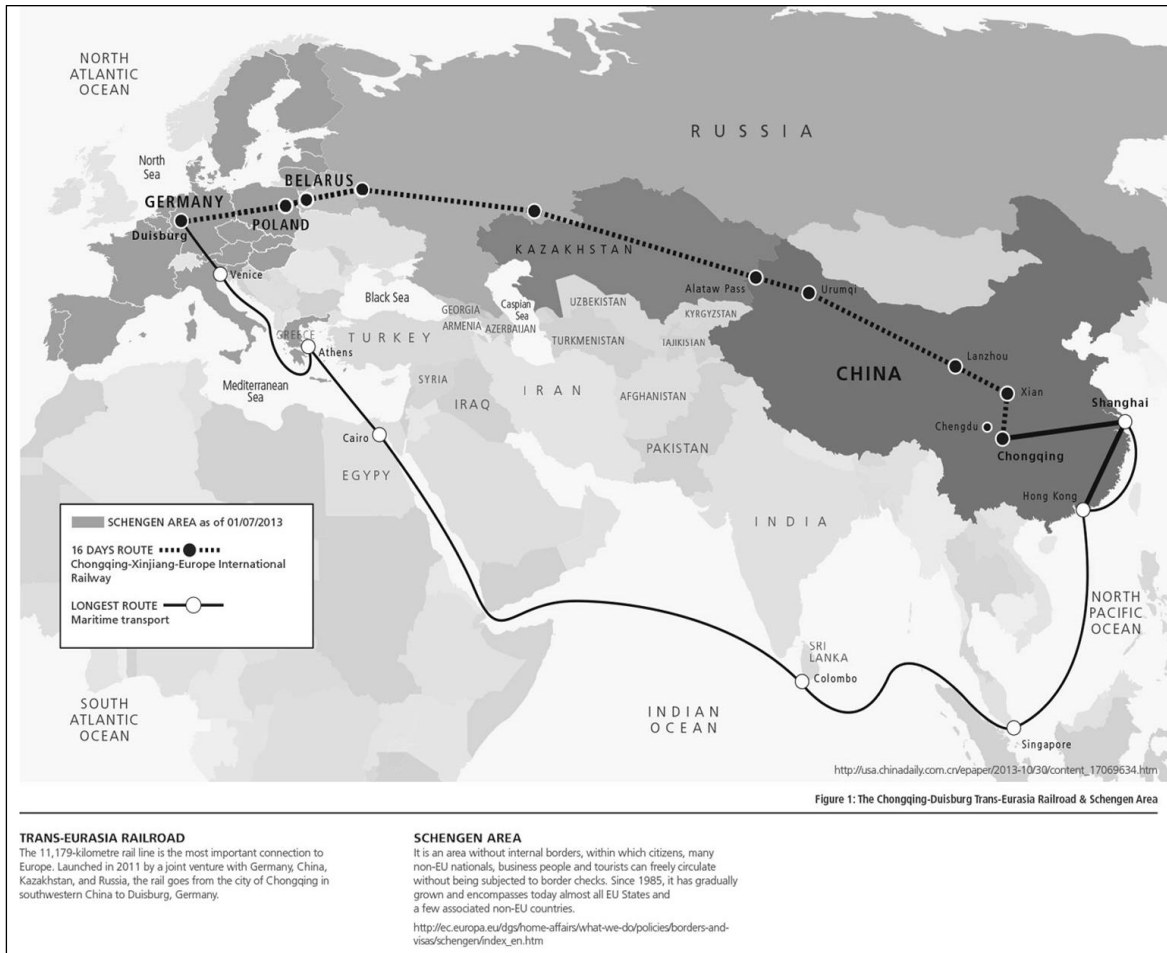 NORTH
ATLANTIC
OCEAN
RUSSIA
North
Sea
BELARUS
GERMANY
POLAND
Duisburg
KAZAKHSTAN
Venice
Alataw Pass
Urumqi
Black Sea
Caspian
Sea
GEORGIA
UZBEKISTAN
KYRGYZSTAN
ARMENIA
AZERBAIJAN
GREECE
TURKEY
TURKMENISTAN
TAJIKISTAN
Athens
Lanzhou
CHINA
Mediterranean
Sea
SYRIA
IRAN
AFGHANISTAN
Xian
IRAQ
Shanghai
Chengdu
Cairo
PAKISTAN
Chongqing
EGYPT
Hong Kong
INDIA
SCHENGEN AREA as of 01/07/2013
16 DAYS ROUTE
Chongqing-Xinjiang-Europe International
Railway
LONGEST ROUTE
Maritime transport
NORTH
PACIFIC
OCEAN
SRI
LANKA
Colombo
SOUTH
ATLANTIC
OCEAN
INDIAN
OCEAN
Singapore
http://usa.chinadaily.com.cn/epaper/2013-10/30/content_17069634.htm
Figure 1: The Chongqing-Duisburg Trans-Eurasia Railroad & Schengen Area
TRANS-EURASIA RAILROAD
The 11,179-kilometre rail line is the most important connection to
Europe. Launched in 2011 by a joint venture with Germany, China,
Kazakhstan, and Russia, the rail goes from the city of Chongqing in
southwestern China to Duisburg, Germany.
SCHENGEN AREA
It is an area without internal borders, within which citizens, many
non-EU nationals, business people and tourists can freely circulate
without being subjected to border checks. Since 1985, it has gradually
grown and encompasses today almost all EU States and
a few associated non-EU countries.
http://ec.europa.eu/dgs/home-affairs/what-we-do/policies/borders-and-
visas/schengen/index_en.htm